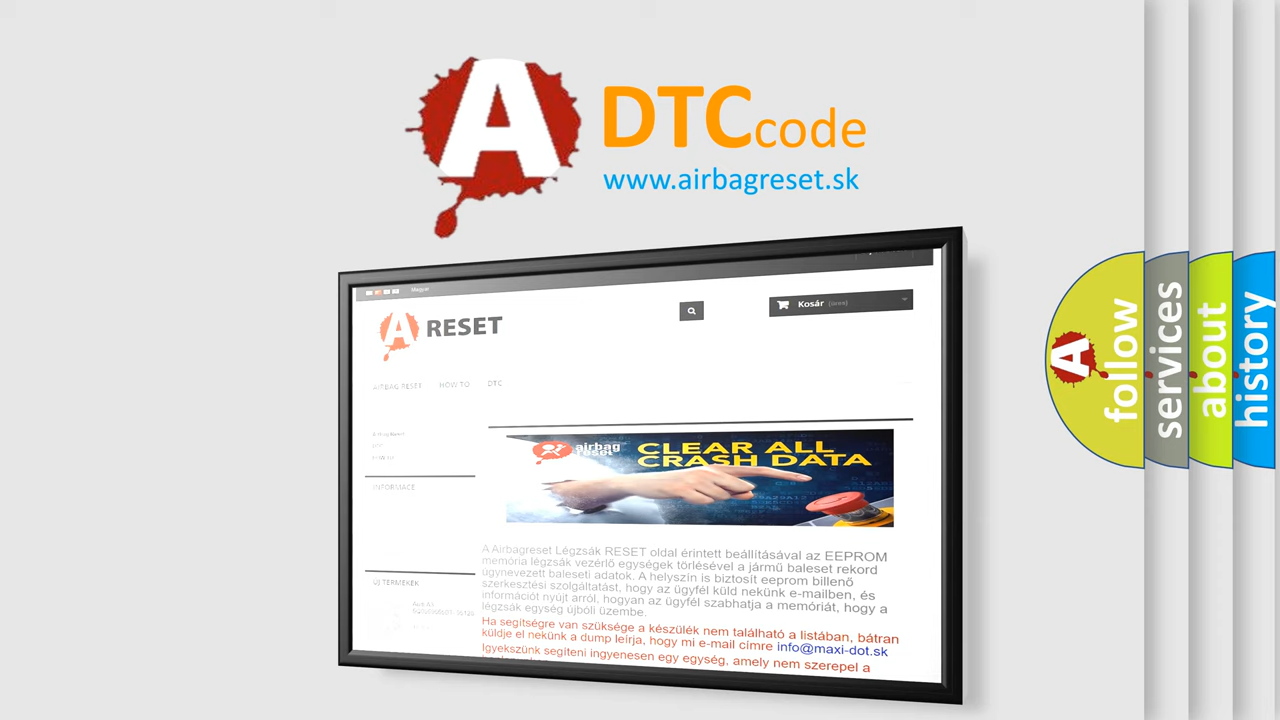 A
DTCcode
www.airbagreset.sk
Magyar
Kosár (üres)
A RESET
AIRBAG RESET HOW TO DTC
airbag
reset
CLEAR ALL
CRASH DATA
INFORMACE
ÚJ TERMÉKEK
A Airbagreset Légzsák RESET oldal érintett beállításával az EEPROM
memória légzsák vezérlő egységek törlésével a jármű baleset rekord
úgynevezett baleseti adatok. A helyszín is biztosít eeprom billenő
szerkesztési szolgáltatást, hogy az ügyfél küld nekünk e-mailben, és
információt nyújt arról, hogyan az ügyfél szabhatja a memóriát, hogy a
légzsák egység újbóli üzembe.
Ha segítségre van szüksége a készülék nem található a listában, bátran
küldje el nekünk a dump leírja, hogy mi e-mail címre info@maxi-dot.sk
Igyekszünk segíteni ingyenesen egy egység, amely nem szerepel a
A
follow
services
about
history